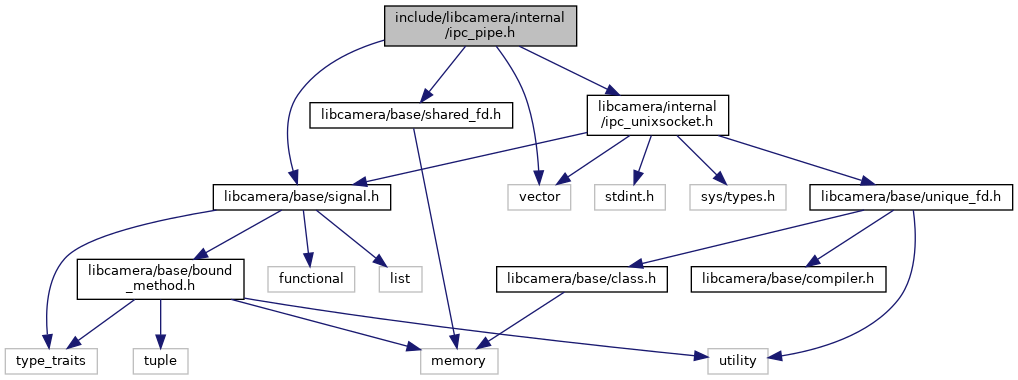 include/libcamera/internal
/ipc_pipe.h
libcamera/internal
/ipc_unixsocket.h
libcamera/base/shared_fd.h
libcamera/base/signal.h
vector
stdint.h
sys/types.h
libcamera/base/unique_fd.h
libcamera/base/bound
_method.h
functional
list
libcamera/base/class.h
libcamera/base/compiler.h
type_traits
tuple
memory
utility